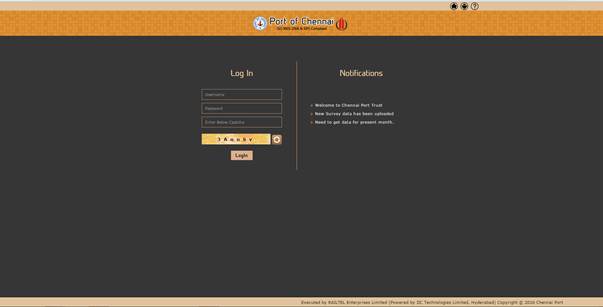 Port of Chennai
ISO 9001:2008 & ISPS Compliant
Log In
Username
Password
Enter Below Captcha
Login
Notifications
Welcome to Chennai Port Trust
New Survey data has been uploaded
Need to get data for present month.
Executed by RAILTEL Enterprises Limited (Powered by DC Technologies Limited, Hyderabad) Copyright @ 2016 Chennai Port